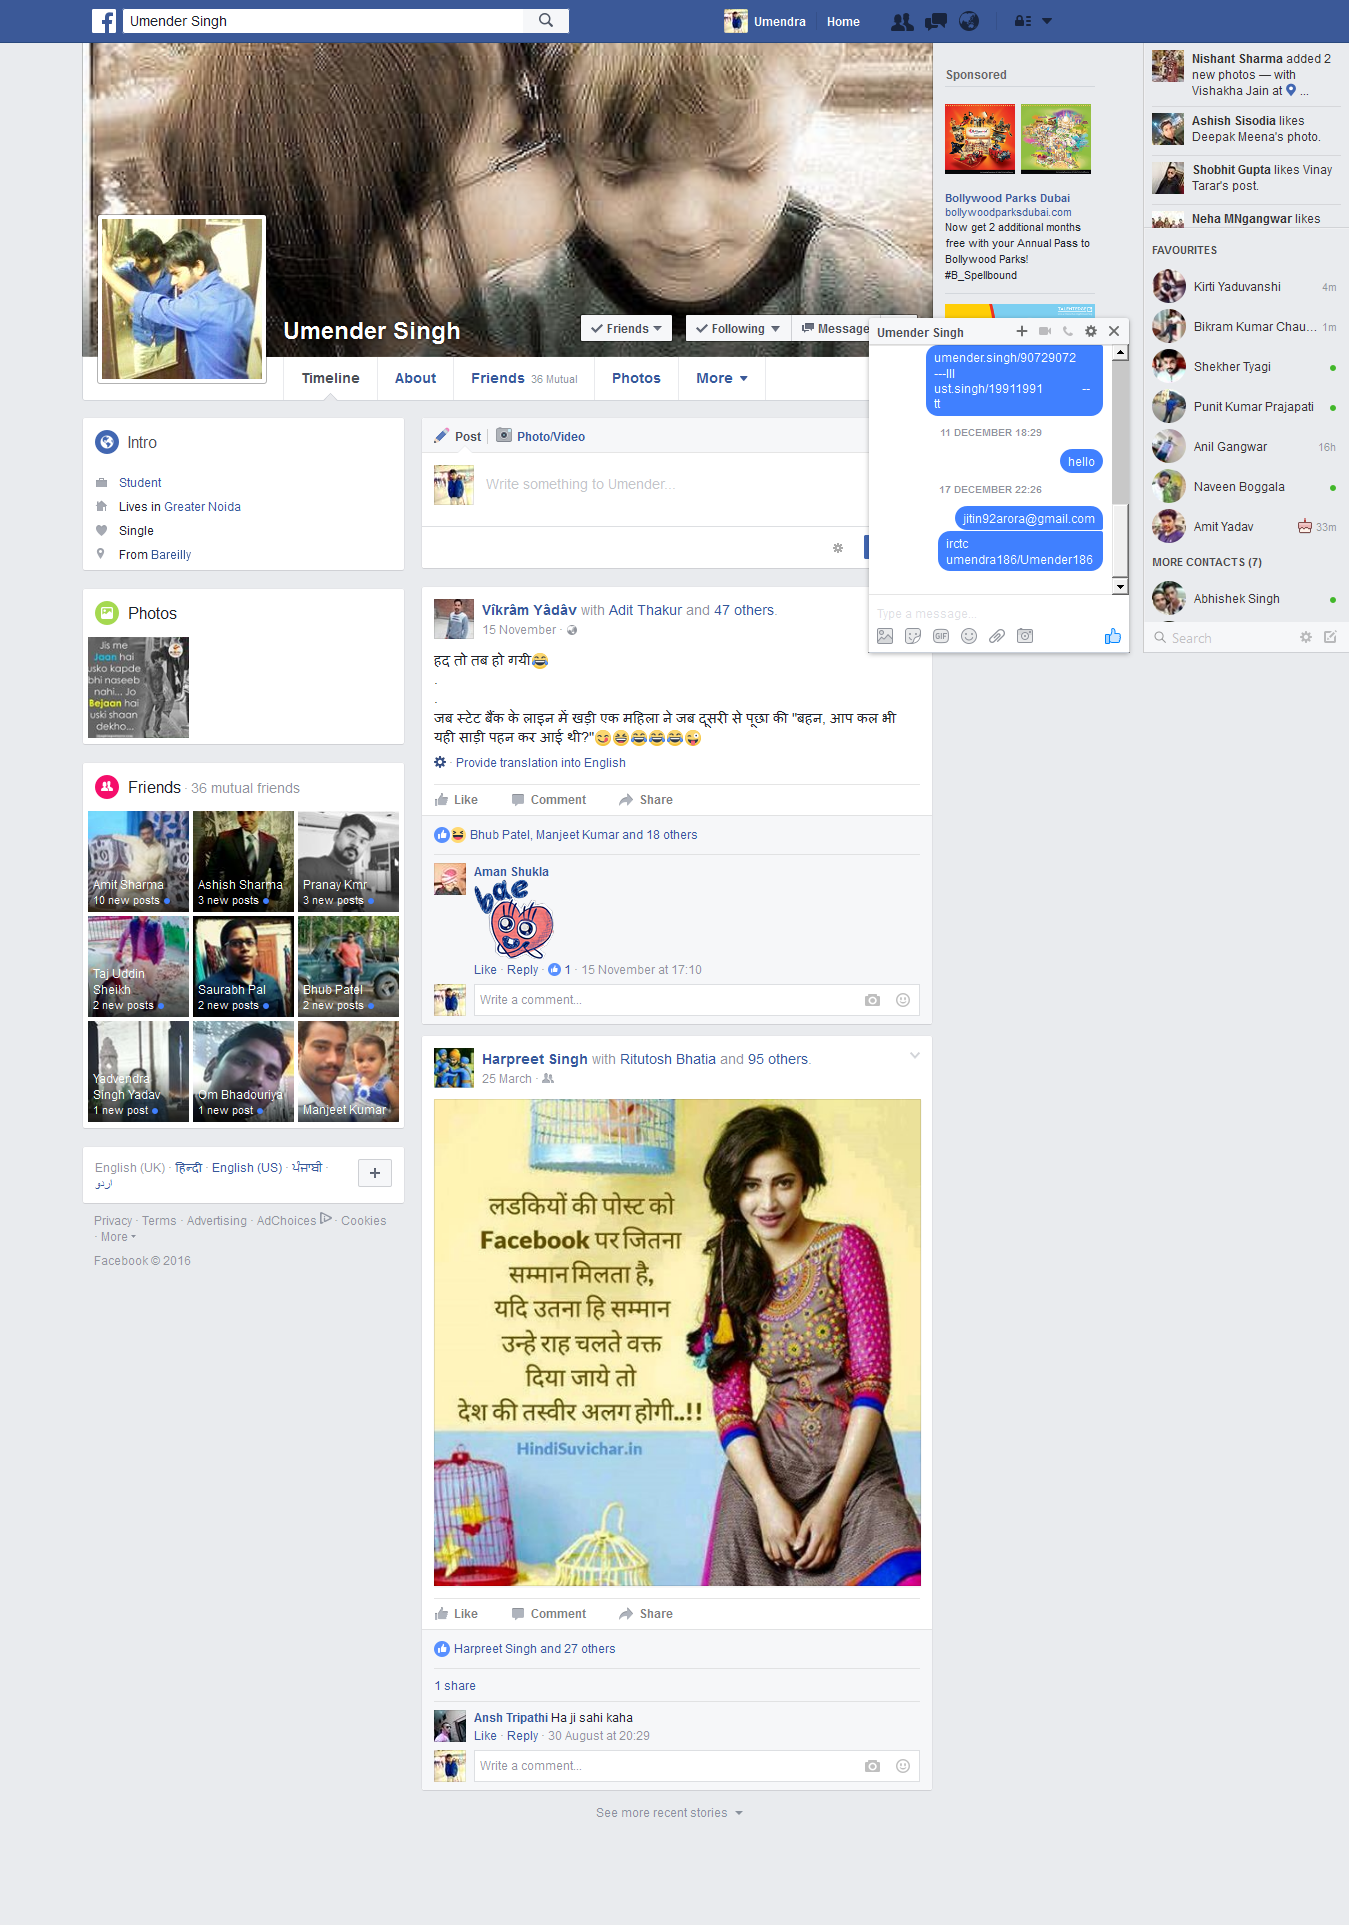 Umender Singh
Umendra
Home
Umender Singh
Friends
Following
Message
Timeline
About
Friends 36 Mutual
Photos
More
Intro
Student
Lives in Greater Noida
Single
From Bareilly
Photos
Jis me
Jaan hai
usko kapde
bhi naseeb
nahi... Jo
Bejaan hai
uski shaan
dekho...
Friends · 36 mutual friends
Amit Sharma
10 new posts
Ashish Sharma
3 new posts
Pranay Kmr
3 new posts
Taj Uddin
Sheikh
2 new posts
Saurabh Pal
2 new posts
Bhub Patel
2 new posts
Yadvendra
Singh Yadav
1 new post
Om Bhadouriya
1 new post
Manjeet Kumar
English (UK) · हिन्दी · English (US) · ਪੰਜਾਬੀ ·
اردو
Privacy · Terms · Advertising · AdChoices · Cookies
· More
Facebook © 2016
Post
Photo/Video
Write something to Umender...
Víkrâm Yâdâv with Adit Thakur and 47 others.
15 November ·
हद तो तब हो गयी😂
.
.
जब स्टेट बैंक के लाइन में खड़ी एक महिला ने जब दूसरी से पूछा की "बहन, आप कल भी
यही साड़ी पहन कर आई थी?"😋😆😂😂😂😜
· Provide translation into English
Like
Comment
Share
Bhub Patel, Manjeet Kumar and 18 others
Aman Shukla
bae
Like · Reply · 1 · 15 November at 17:10
Write a comment...
Harpreet Singh with Ritutosh Bhatia and 95 others.
25 March ·
लडकियों की पोस्ट को
Facebook पर जितना
सम्मान मिलता है,
यदि उतना हि सम्मान
उन्हे राह चलते वक्त
दिया जाये तो
देश की तस्वीर अलग होगी..!!
HindiSuvichar.in
Like
Comment
Share
Harpreet Singh and 27 others
1 share
Ansh Tripathi Ha ji sahi kaha
Like · Reply · 30 August at 20:29
Write a comment...
See more recent stories
Sponsored
Bollywood Parks Dubai
bollywoodparksdubai.com
Now get 2 additional months
free with your Annual Pass to
Bollywood Parks!
#B_Spellbound
Umender Singh
umender.singh/90729072
---lll
ust.singh/19911991 --
tt
11 DECEMBER 18:29
hello
17 DECEMBER 22:26
jitin92arora@gmail.com
irctc
umendra186/Umender186
Type a message...
GIF
Nishant Sharma added 2
new photos — with
Vishakha Jain at ...
Ashish Sisodia likes
Deepak Meena's photo.
Shobhit Gupta likes Vinay
Tarar's post.
Neha MNgangwar likes
FAVOURITES
Kirti Yaduvanshi 4m
Bikram Kumar Chau... 1m
Shekher Tyagi
Punit Kumar Prajapati
Anil Gangwar 16h
Naveen Boggala
Amit Yadav 33m
MORE CONTACTS (7)
Abhishek Singh
Search